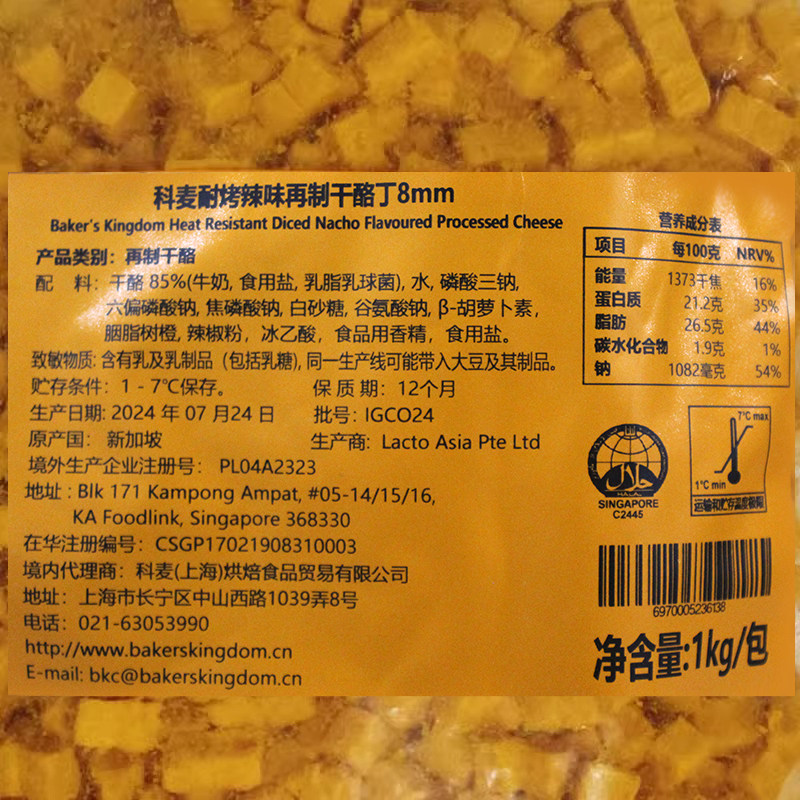 科麦耐烤辣味再制干酪丁8mm
Baker's Kingdom Heat Resistant Diced Nacho Flavoured Processed Cheese
产品类别: 再制干酪
配 料: 干酪 85%(牛奶, 食用盐, 乳脂乳球菌), 水, 磷酸三钠,
六偏磷酸钠, 焦磷酸钠, 白砂糖, 谷氨酸钠, β-胡萝卜素,
胭脂树橙, 辣椒粉, 冰乙酸, 食品用香精, 食用盐。
致敏物质: 含有乳及乳制品 (包括乳糖), 同一生产线可能带入大豆及其制品。
贮存条件: 1 - 7℃保存。 保 质 期: 12个月
生产日期: 2024 年 07 月 24 日 批号: IGCO24
原产国: 新加坡 生产商: Lacto Asia Pte Ltd
境外生产企业注册号: PL04A2323
地址: Blk 171 Kampong Ampat, #05-14/15/16,
KA Foodlink, Singapore 368330
在华注册编号: CSGP17021908310003
境内代理商: 科麦(上海)烘焙食品贸易有限公司
地址: 上海市长宁区中山西路1039弄8号
电话: 021-63053990
http://www.bakerskingdom.cn
E-mail: bkc@bakerskingdom.cn
营养成分表
项目 每100克 NRV%
能量 1373千焦 16%
蛋白质 21.2克 35%
脂肪 26.5克 44%
碳水化合物 1.9克 1%
钠 1082毫克 54%
حلال
HALAL
SINGAPORE
C2445
7°C max
1°C min
运输和贮存温度极限
6970005236138
净含量:1kg/包